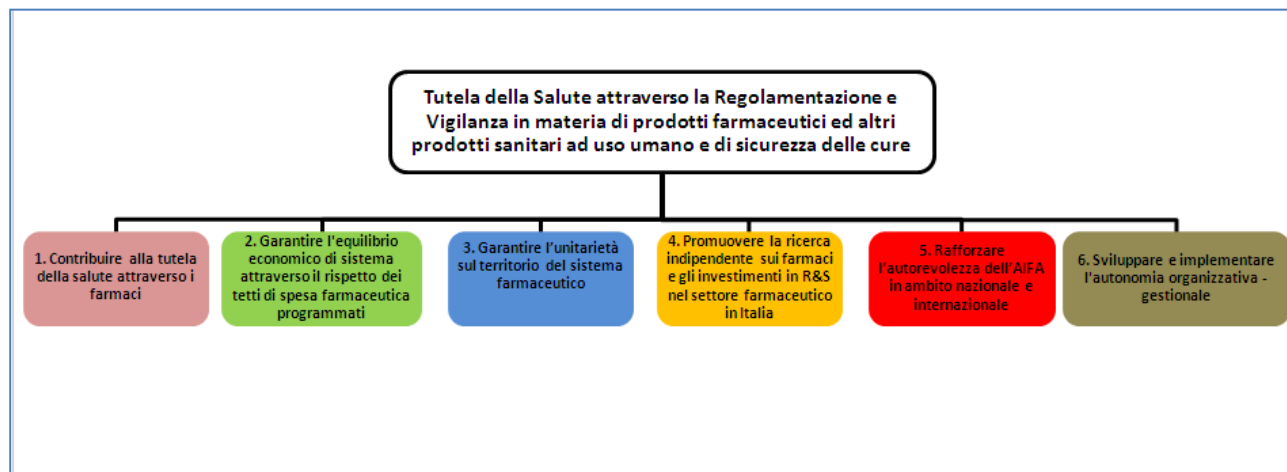 Tutela della Salute attraverso la Regolamentazione e
Vigilanza in materia di prodotti farmaceutici ed altri
prodotti sanitari ad uso umano e di sicurezza delle cure
1. Contribuire alla tutela
della salute attraverso i
farmaci
2. Garantire l'equilibrio
economico di sistema
attraverso il rispetto dei
tetti di spesa farmaceutica
programmati
3. Garantire l'unitarietà
sul territorio del sistema
farmaceutico
4. Promuovere la ricerca
indipendente sui farmaci
e gli investimenti in R&S
nel settore farmaceutico
in Italia
5. Rafforzare
l'autorevolezza dell'AIFA
in ambito nazionale e
internazionale
6. Sviluppare e implementare
l'autonomia organizzativa -
gestionale